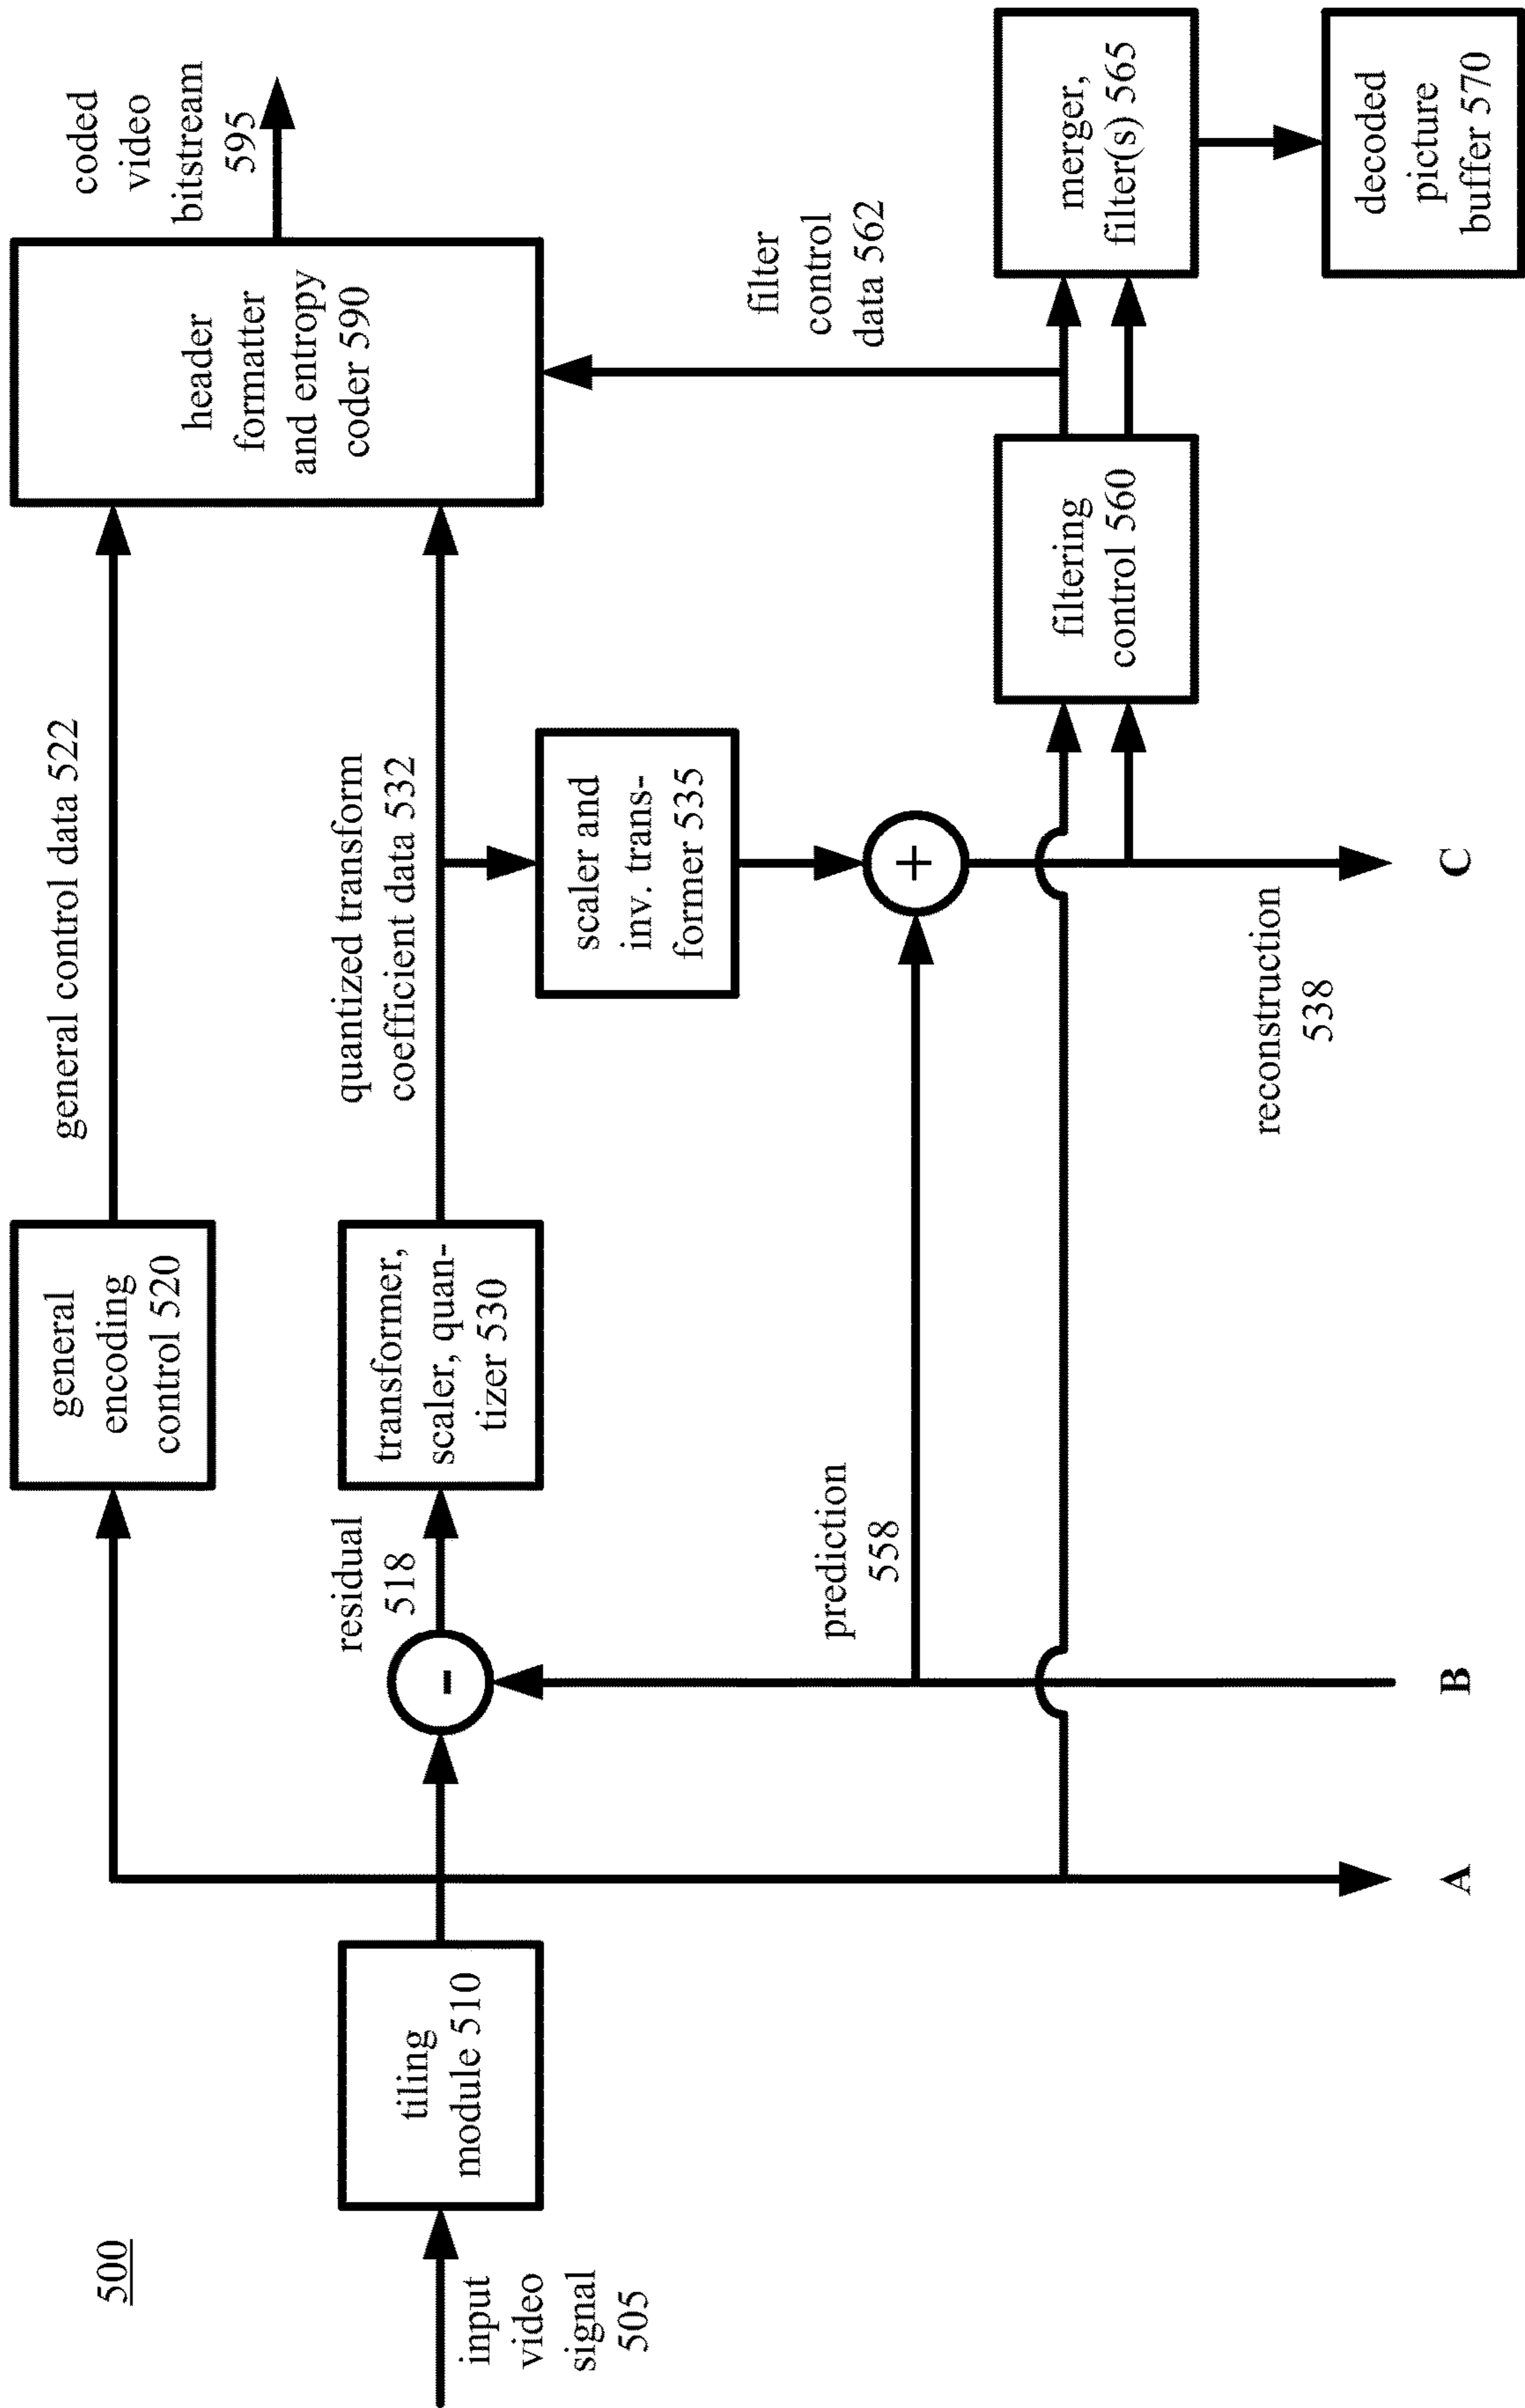 500
input
video
signal
505
tiling
module 510
general
encoding
control 520
general control data 522
residual
518
transformer,
scaler, quan-
tizer 530
quantized transform
coefficient data 532
header
formatter
and entropy
coder 590
coded
video
bitstream
595
scaler and
inv. trans-
former 535
prediction
558
-
+
filter
control
data 562
filtering
control 560
merger,
filter(s) 565
decoded
picture
buffer 570
reconstruction
538
A
B
C